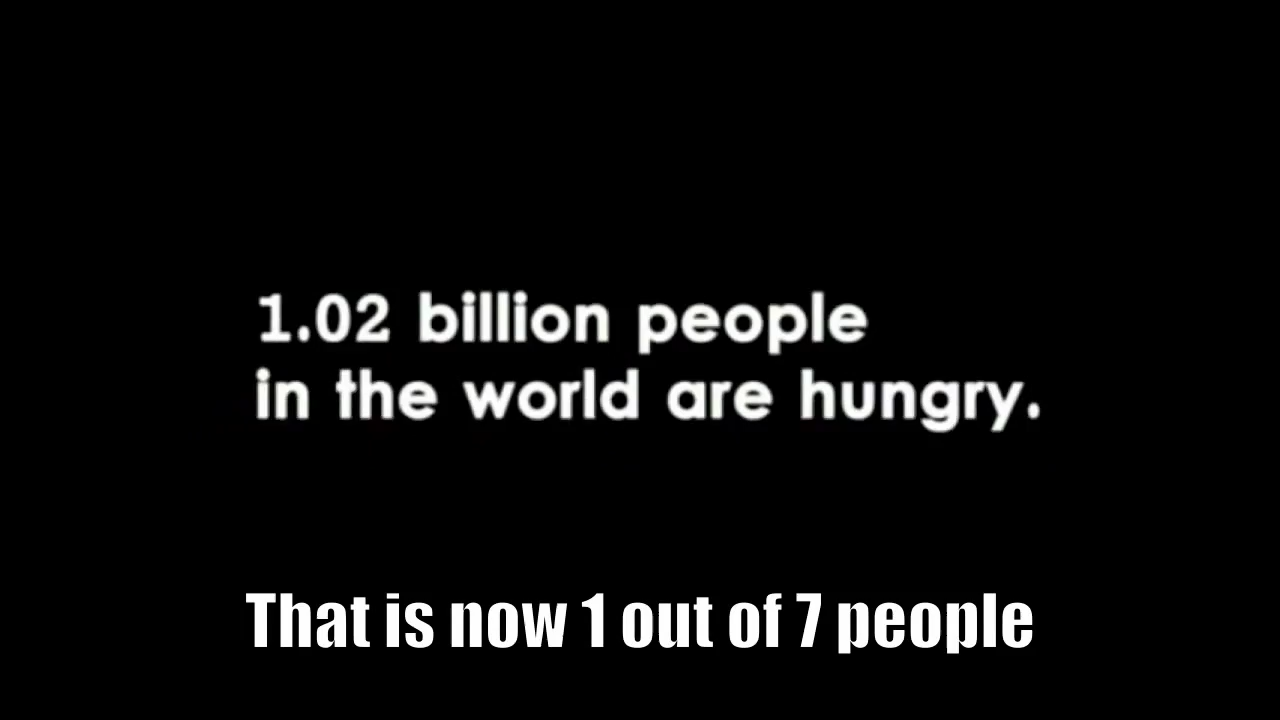 1.02 billion people
in the world are hungry.
That is now 1 out of 7 people